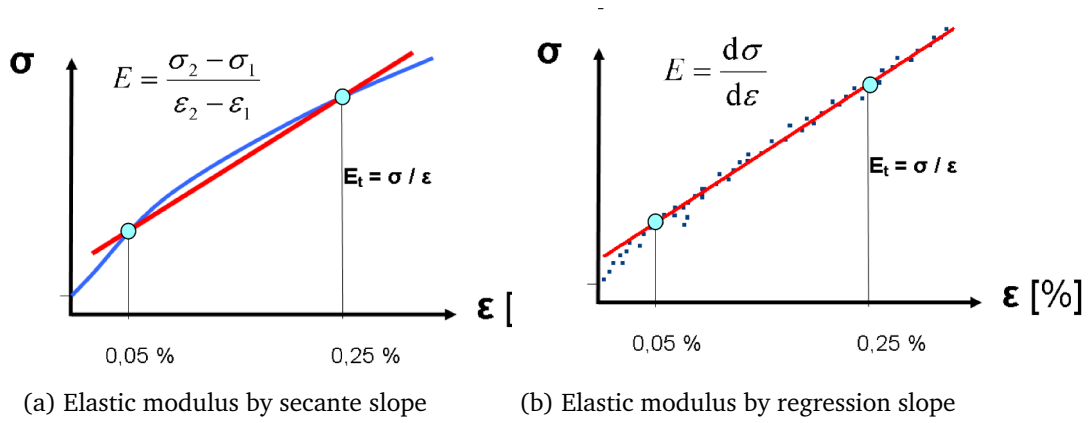 σ
E = (σ₂ − σ₁) / (ε₂ − ε₁)
Eₜ = σ / ε
ε [
0,05 %
0,25 %
(a) Elastic modulus by secante slope
σ
E = dσ / dε
Eₜ = σ / ε
ε [%]
0,05 %
0,25 %
(b) Elastic modulus by regression slope